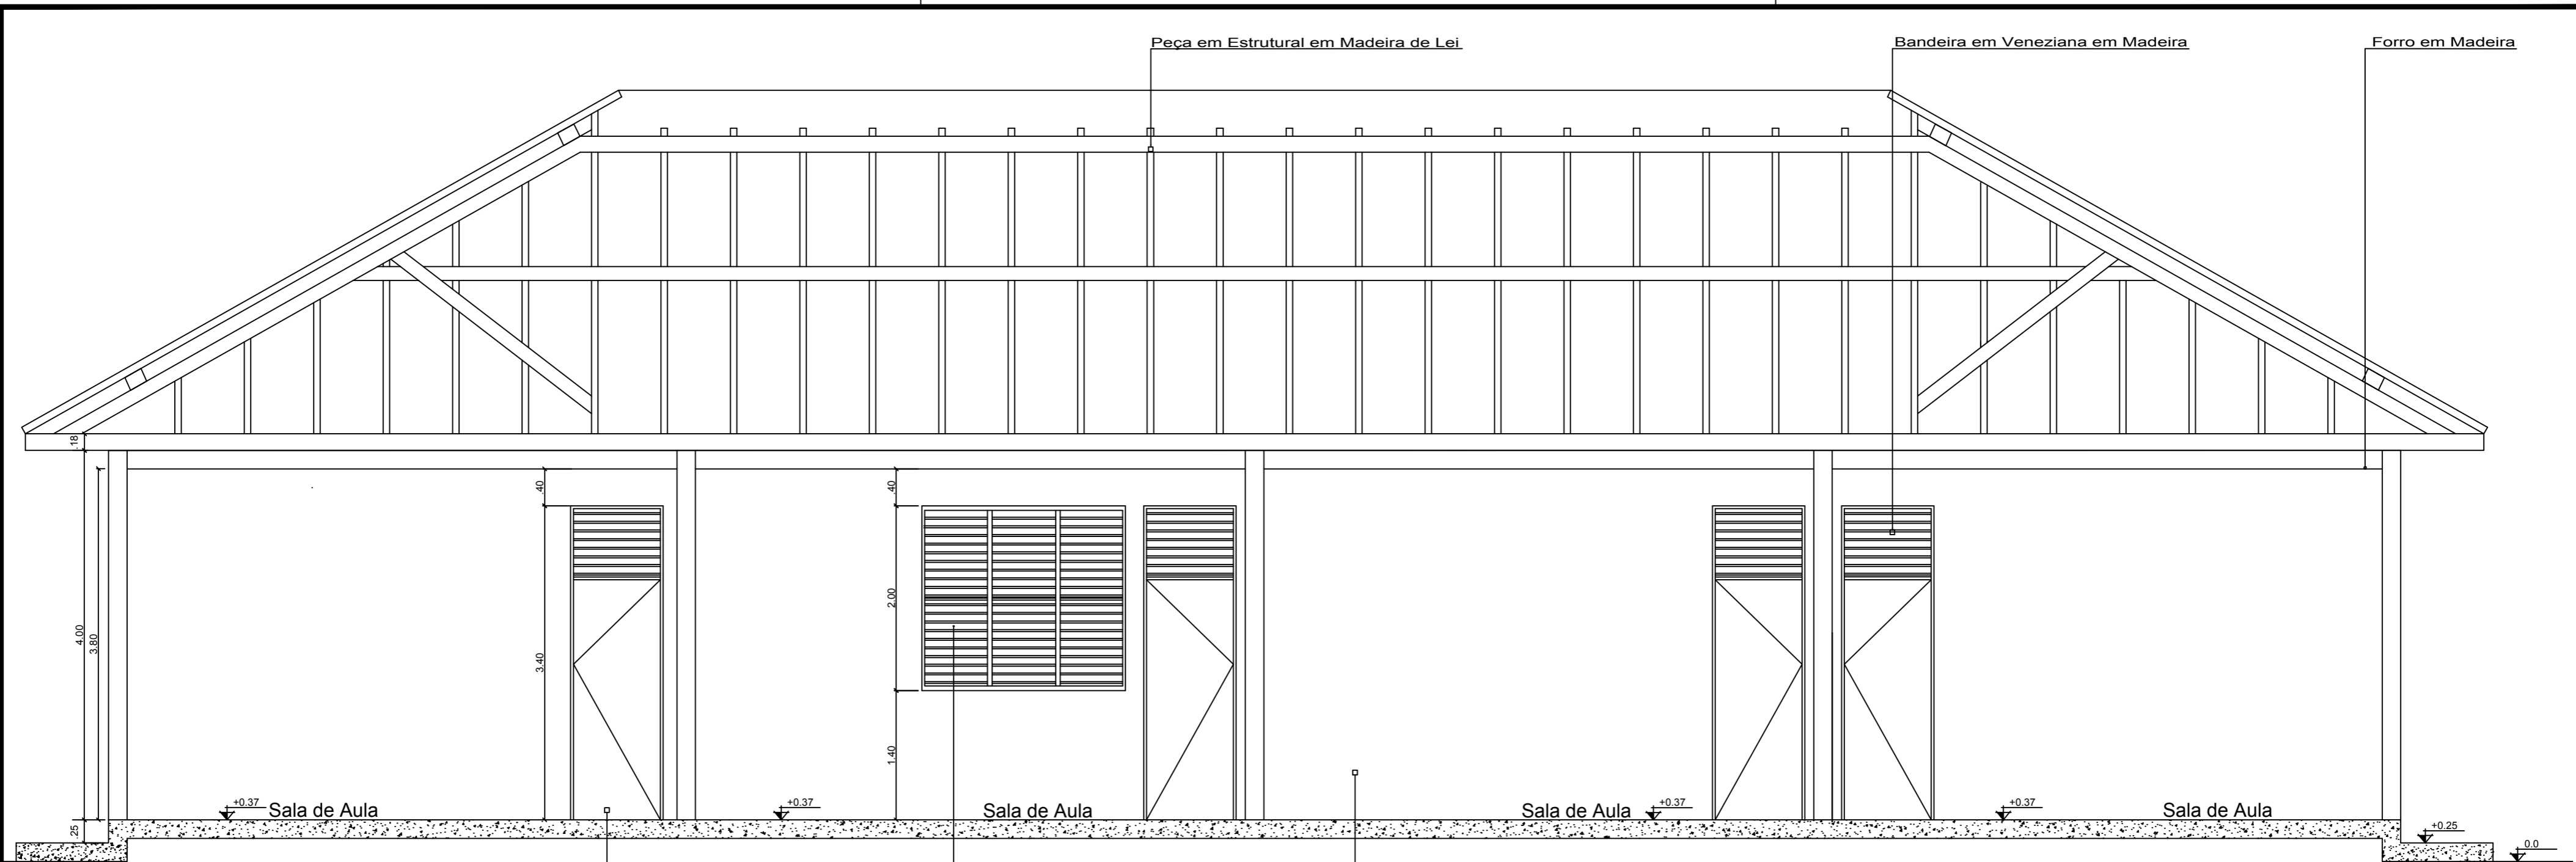 Peça em Estrutural em Madeira de Lei
Bandeira em Veneziana em Madeira
Forro em Madeira
.18
.40
.40
2.00
4.00
3.80
3.40
1.40
+0.37
Sala de Aula
+0.37
Sala de Aula
Sala de Aula
+0.37
+0.37
Sala de Aula
.25
+0.25
0.0